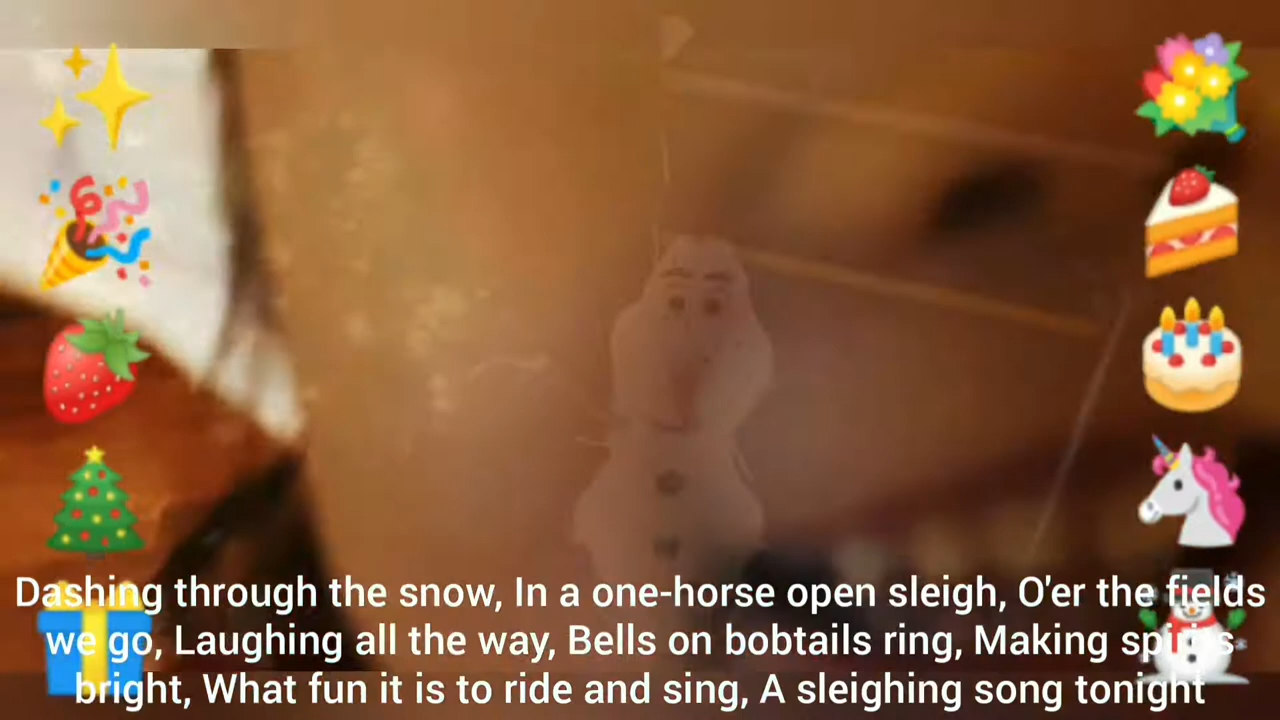 Dashing through the snow, In a one-horse open sleigh, O'er the fields
we go, Laughing all the way, Bells on bobtails ring, Making spirits
bright, What fun it is to ride and sing, A sleighing song tonight